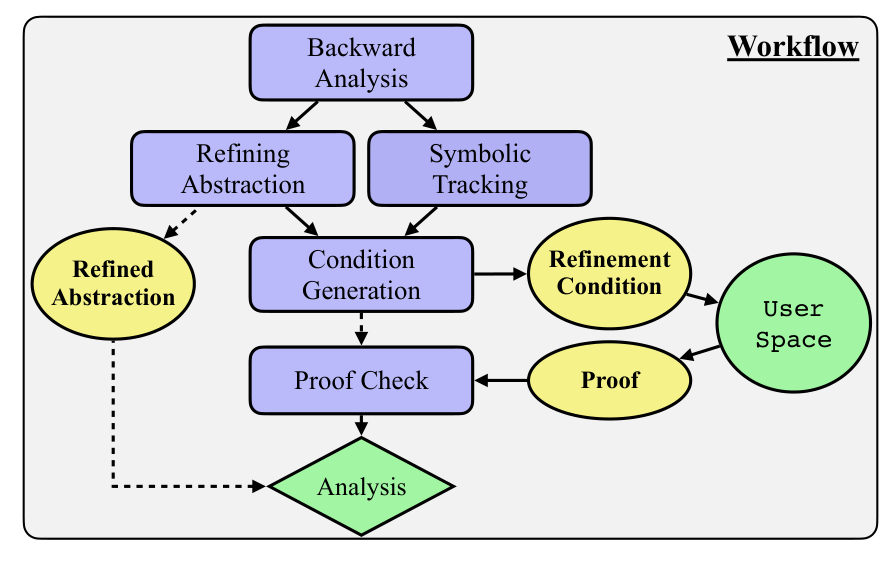 Workflow
Backward
Analysis
Refining
Abstraction
Symbolic
Tracking
Refined
Abstraction
Condition
Generation
Refinement
Condition
User
Space
Proof Check
Proof
Analysis